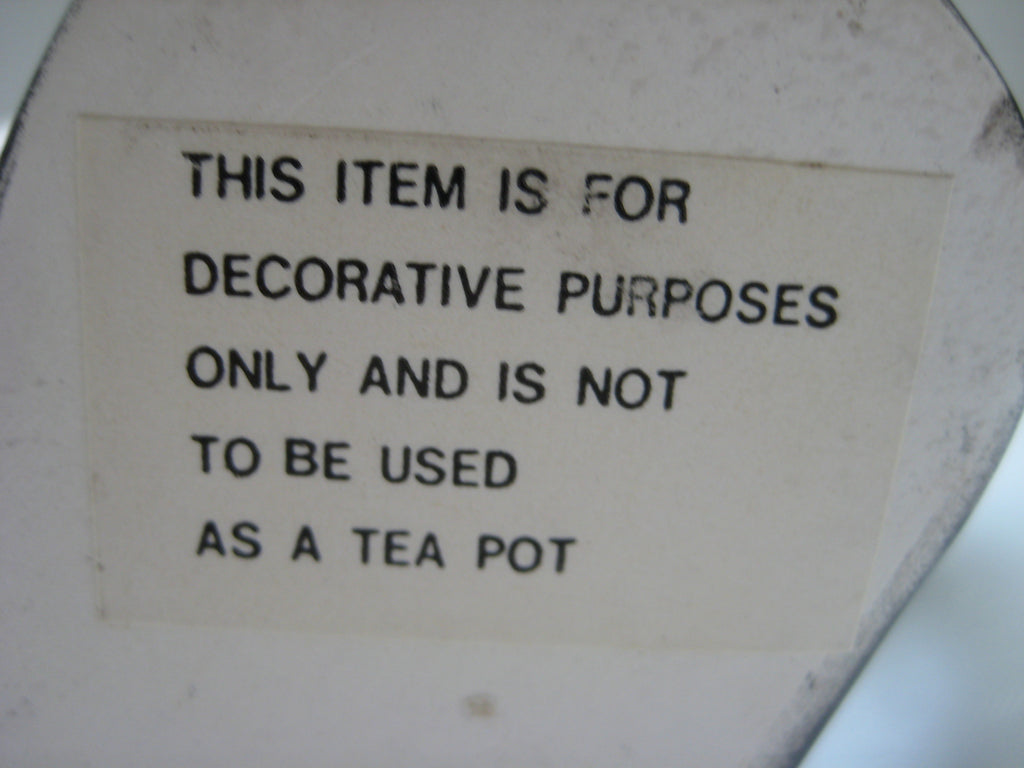 THIS ITEM IS FOR
DECORATIVE PURPOSES
ONLY AND IS NOT
TO BE USED
AS A TEA POT